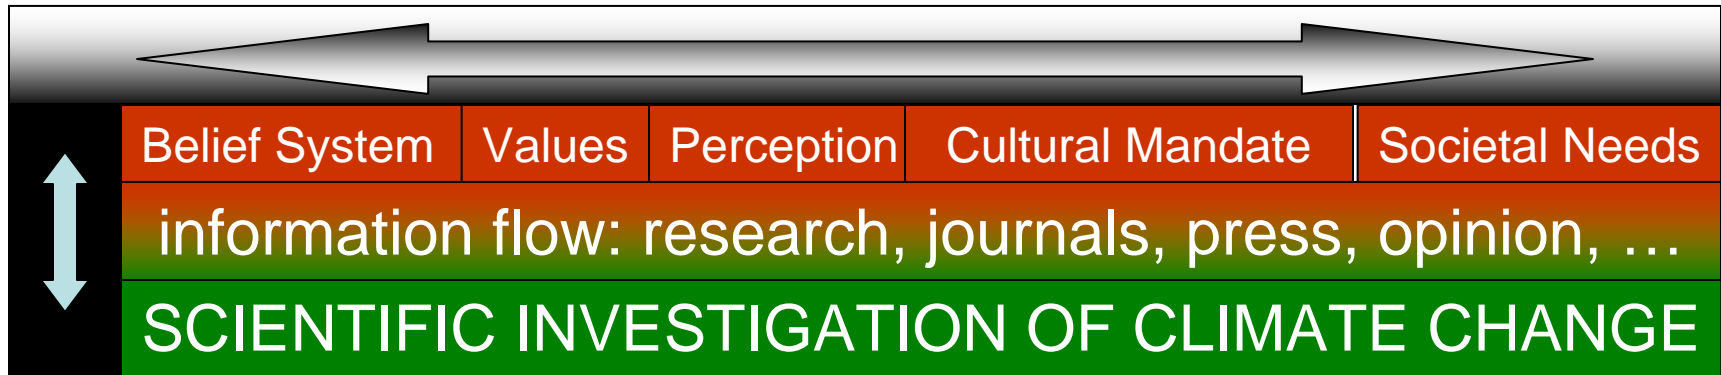 Belief System Values Perception Cultural Mandate Societal Needs
information flow: research, journals, press, opinion, …
SCIENTIFIC INVESTIGATION OF CLIMATE CHANGE